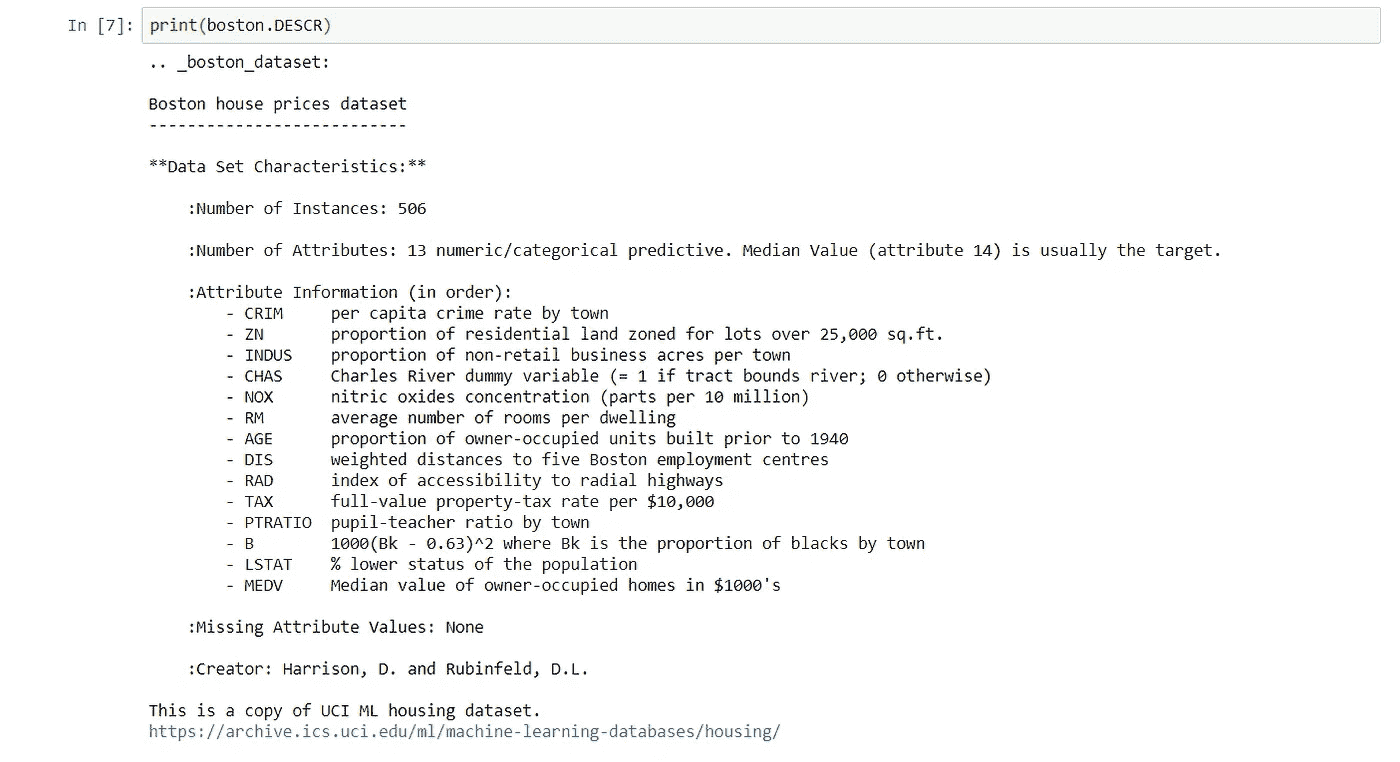 In [7]: print(boston.DESCR)
.. _boston_dataset:
Boston house prices dataset
---------------------------
**Data Set Characteristics:**
:Number of Instances: 506
:Number of Attributes: 13 numeric/categorical predictive. Median Value (attribute 14) is usually the target.
:Attribute Information (in order):
- CRIM     per capita crime rate by town
- ZN       proportion of residential land zoned for lots over 25,000 sq.ft.
- INDUS    proportion of non-retail business acres per town
- CHAS     Charles River dummy variable (= 1 if tract bounds river; 0 otherwise)
- NOX      nitric oxides concentration (parts per 10 million)
- RM       average number of rooms per dwelling
- AGE      proportion of owner-occupied units built prior to 1940
- DIS      weighted distances to five Boston employment centres
- RAD      index of accessibility to radial highways
- TAX      full-value property-tax rate per $10,000
- PTRATIO  pupil-teacher ratio by town
- B        1000(Bk - 0.63)^2 where Bk is the proportion of blacks by town
- LSTAT    % lower status of the population
- MEDV     Median value of owner-occupied homes in $1000's
:Missing Attribute Values: None
:Creator: Harrison, D. and Rubinfeld, D.L.
This is a copy of UCI ML housing dataset.
https://archive.ics.uci.edu/ml/machine-learning-databases/housing/